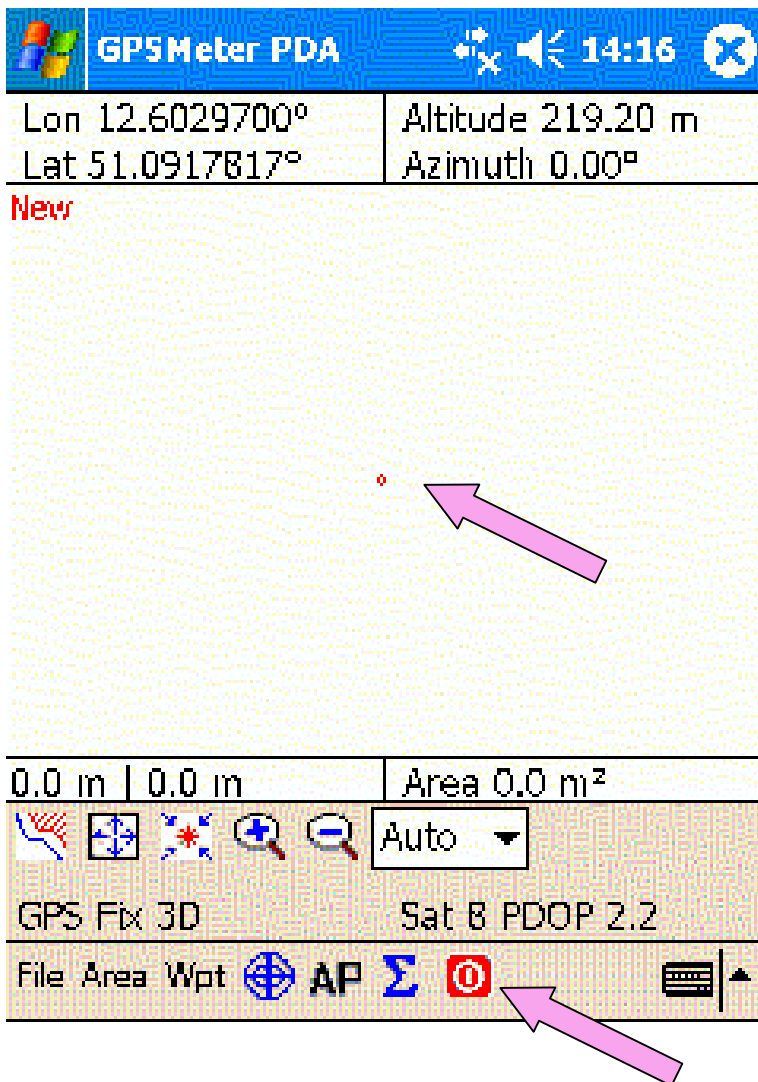 GPSMeter PDA 14:16
Lon 12.6029700° Altitude 219.20 m
Lat 51.0917817° Azimuth 0.00°
New
0.0 m | 0.0 m Area 0.0 m²
Auto
GPS Fix 3D Sat 8 PDOP 2.2
File Area Wpt AP Σ 0